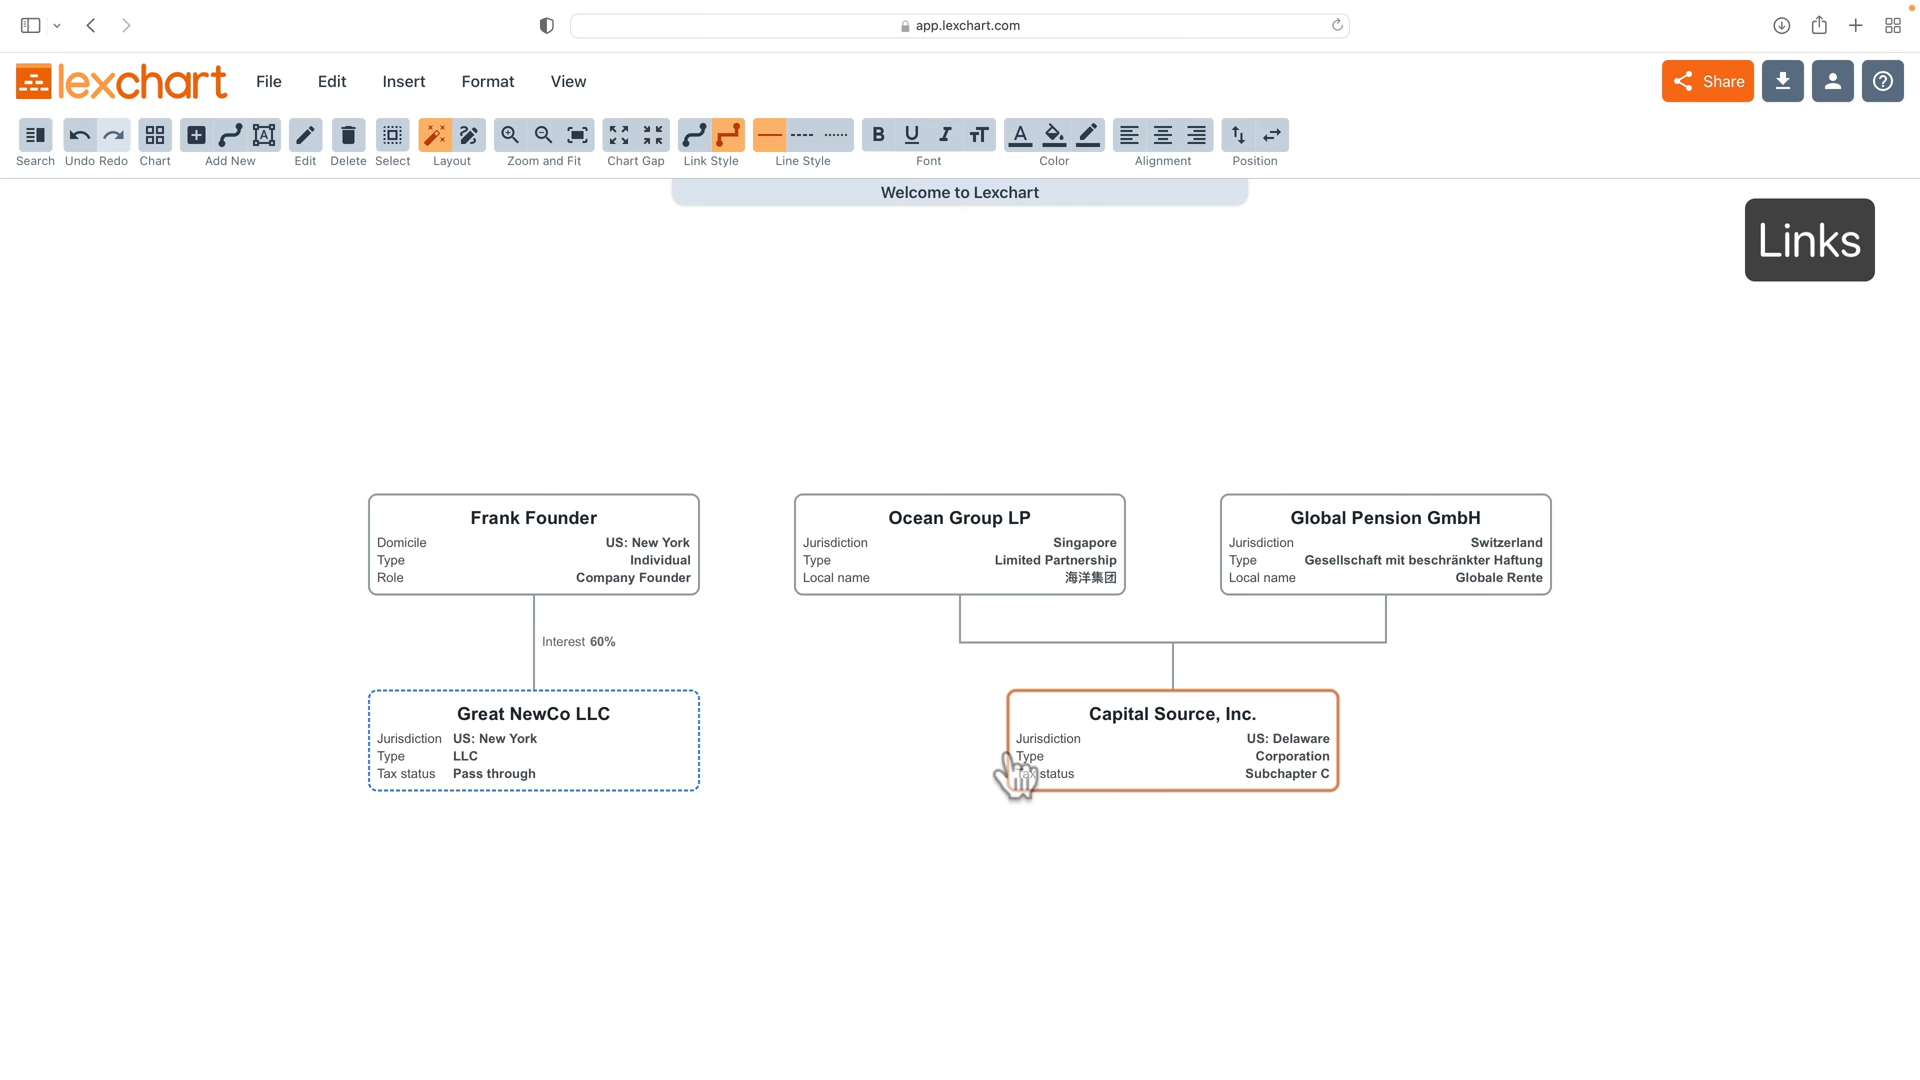 app.lexchart.com
lexchart
File Edit Insert Format View
Share
Search Undo Redo Chart Add New Edit Delete Select Layout Zoom and Fit Chart Gap Link Style Line Style Font Color Alignment Position
Welcome to Lexchart
Links
Frank Founder
Domicile US: New York
Type Individual
Role Company Founder
Ocean Group LP
Jurisdiction Singapore
Type Limited Partnership
Local name 海洋集团
Global Pension GmbH
Jurisdiction Switzerland
Type Gesellschaft mit beschränkter Haftung
Local name Globale Rente
Interest 60%
Great NewCo LLC
Jurisdiction US: New York
Type LLC
Tax status Pass through
Capital Source, Inc.
Jurisdiction US: Delaware
Type Corporation
Tax status Subchapter C